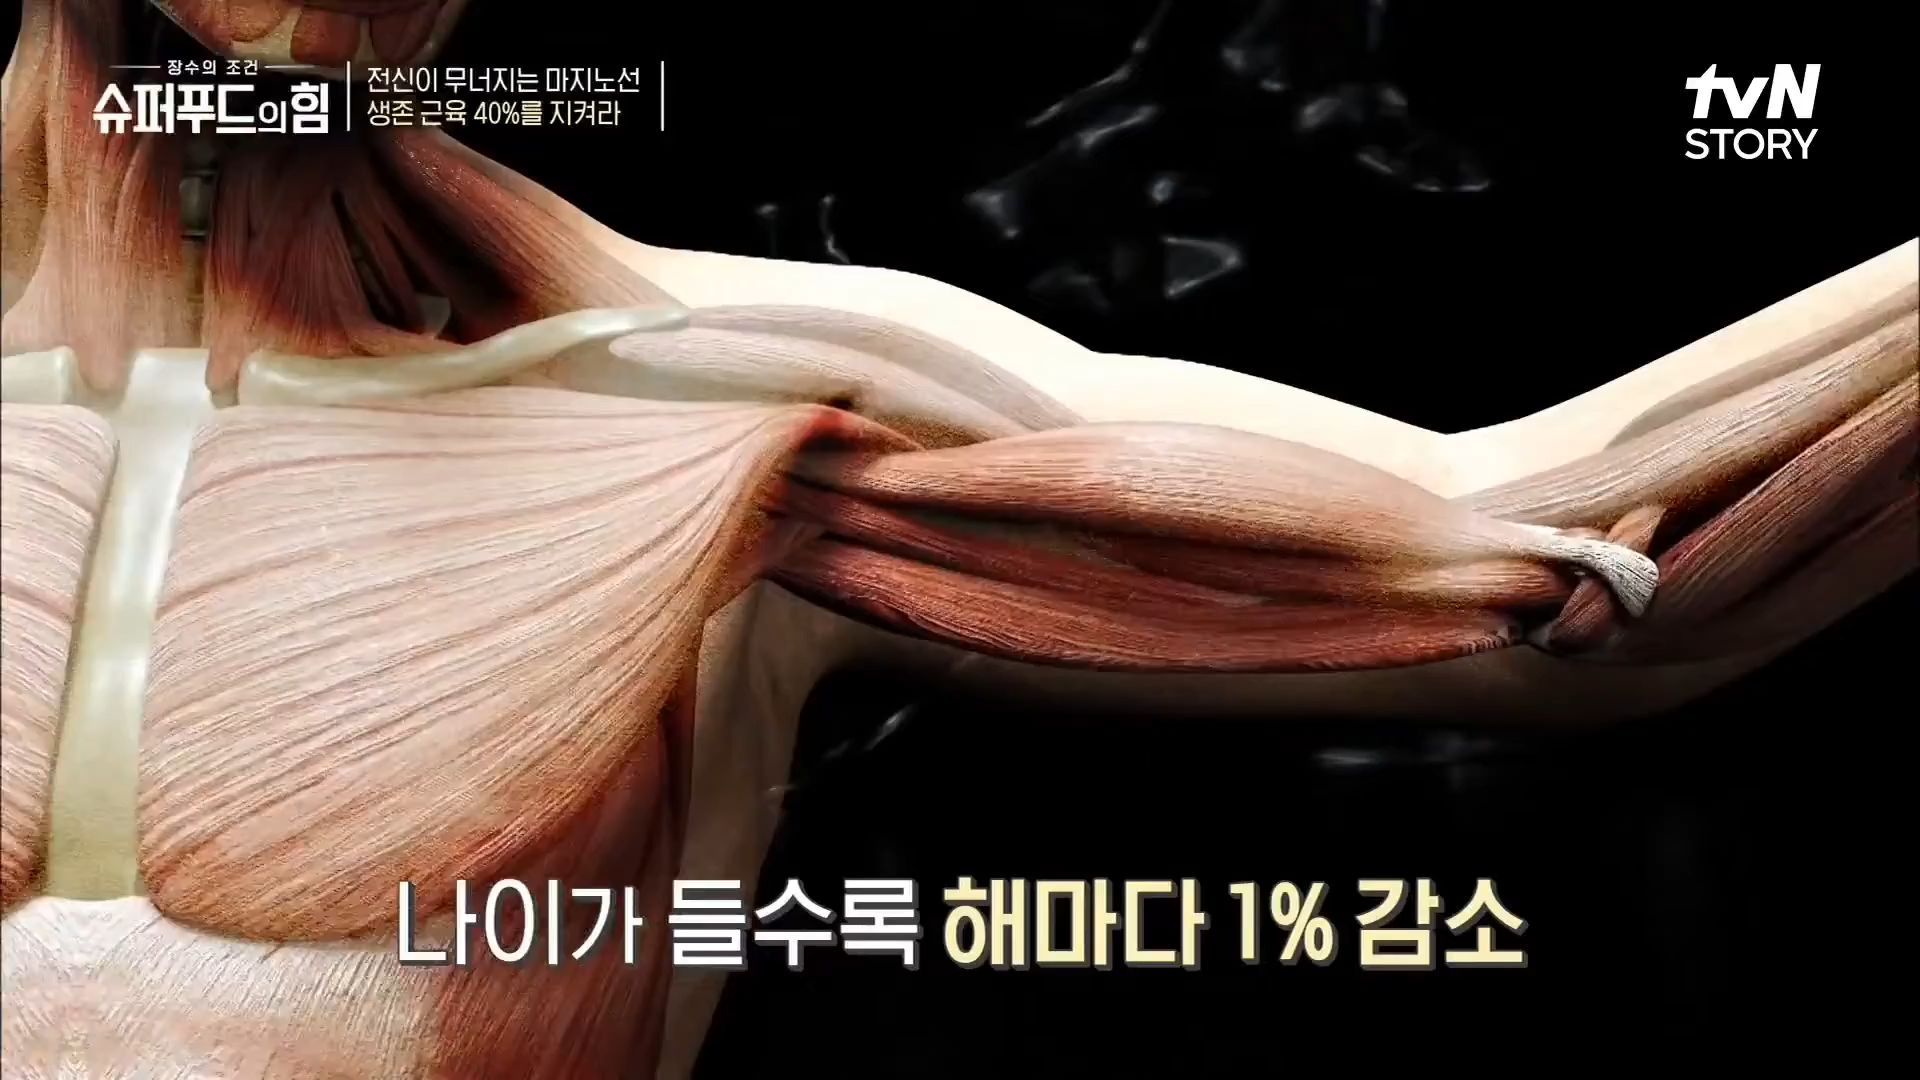 장수의 조건
슈퍼푸드의 힘
전신이 무너지는 마지노선
생존 근육 40%를 지켜라
tvN
STORY
나이가 들수록 해마다 1% 감소